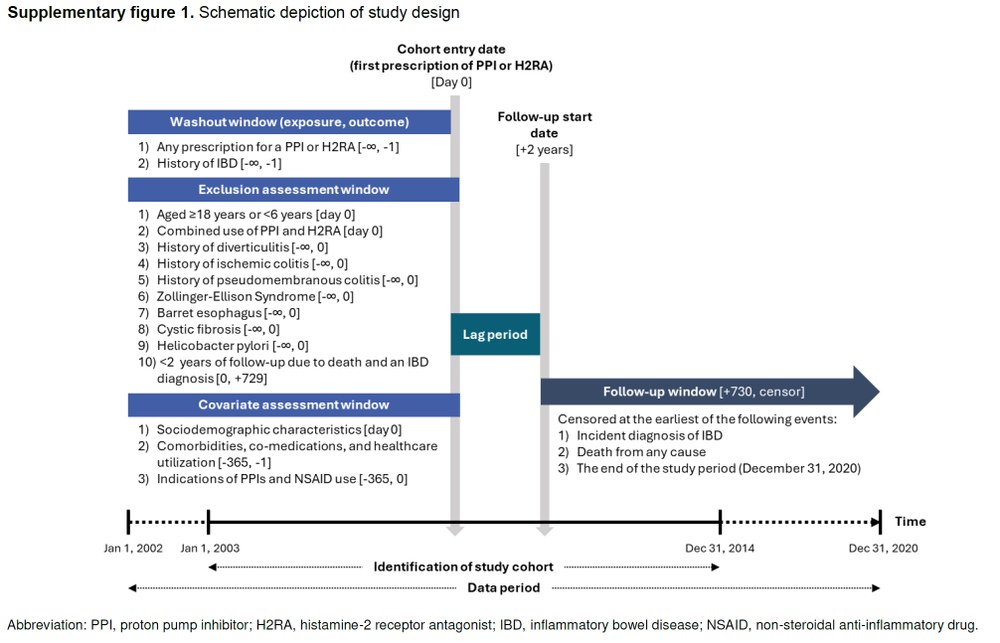 Supplementary figure 1. Schematic depiction of study design
Cohort entry date
(first prescription of PPI or H2RA)
[Day 0]
Washout window (exposure, outcome)
1) Any prescription for a PPI or H2RA [-∞, -1]
2) History of IBD [-∞, -1]
Follow-up start
date
[+2 years]
Exclusion assessment window
1) Aged ≥18 years or <6 years [day 0]
2) Combined use of PPI and H2RA [day 0]
3) History of diverticulitis [-∞, 0]
4) History of ischemic colitis [-∞, 0]
5) History of pseudomembranous colitis [-∞, 0]
6) Zollinger-Ellison Syndrome [-∞, 0]
7) Barret esophagus [-∞, 0]
8) Cystic fibrosis [-∞, 0]
9) Helicobacter pylori [-∞, 0]
10) <2 years of follow-up due to death and an IBD
diagnosis [0, +729]
Lag period
Covariate assessment window
1) Sociodemographic characteristics [day 0]
2) Comorbidities, co-medications, and healthcare
utilization [-365, -1]
3) Indications of PPIs and NSAID use [-365, 0]
Follow-up window [+730, censor]
Censored at the earliest of the following events:
1) Incident diagnosis of IBD
2) Death from any cause
3) The end of the study period (December 31, 2020)
Time
Jan 1, 2002 Jan 1, 2003 Dec 31, 2014 Dec 31, 2020
Identification of study cohort
Data period
Abbreviation: PPI, proton pump inhibitor; H2RA, histamine-2 receptor antagonist; IBD, inflammatory bowel disease; NSAID, non-steroidal anti-inflammatory drug.